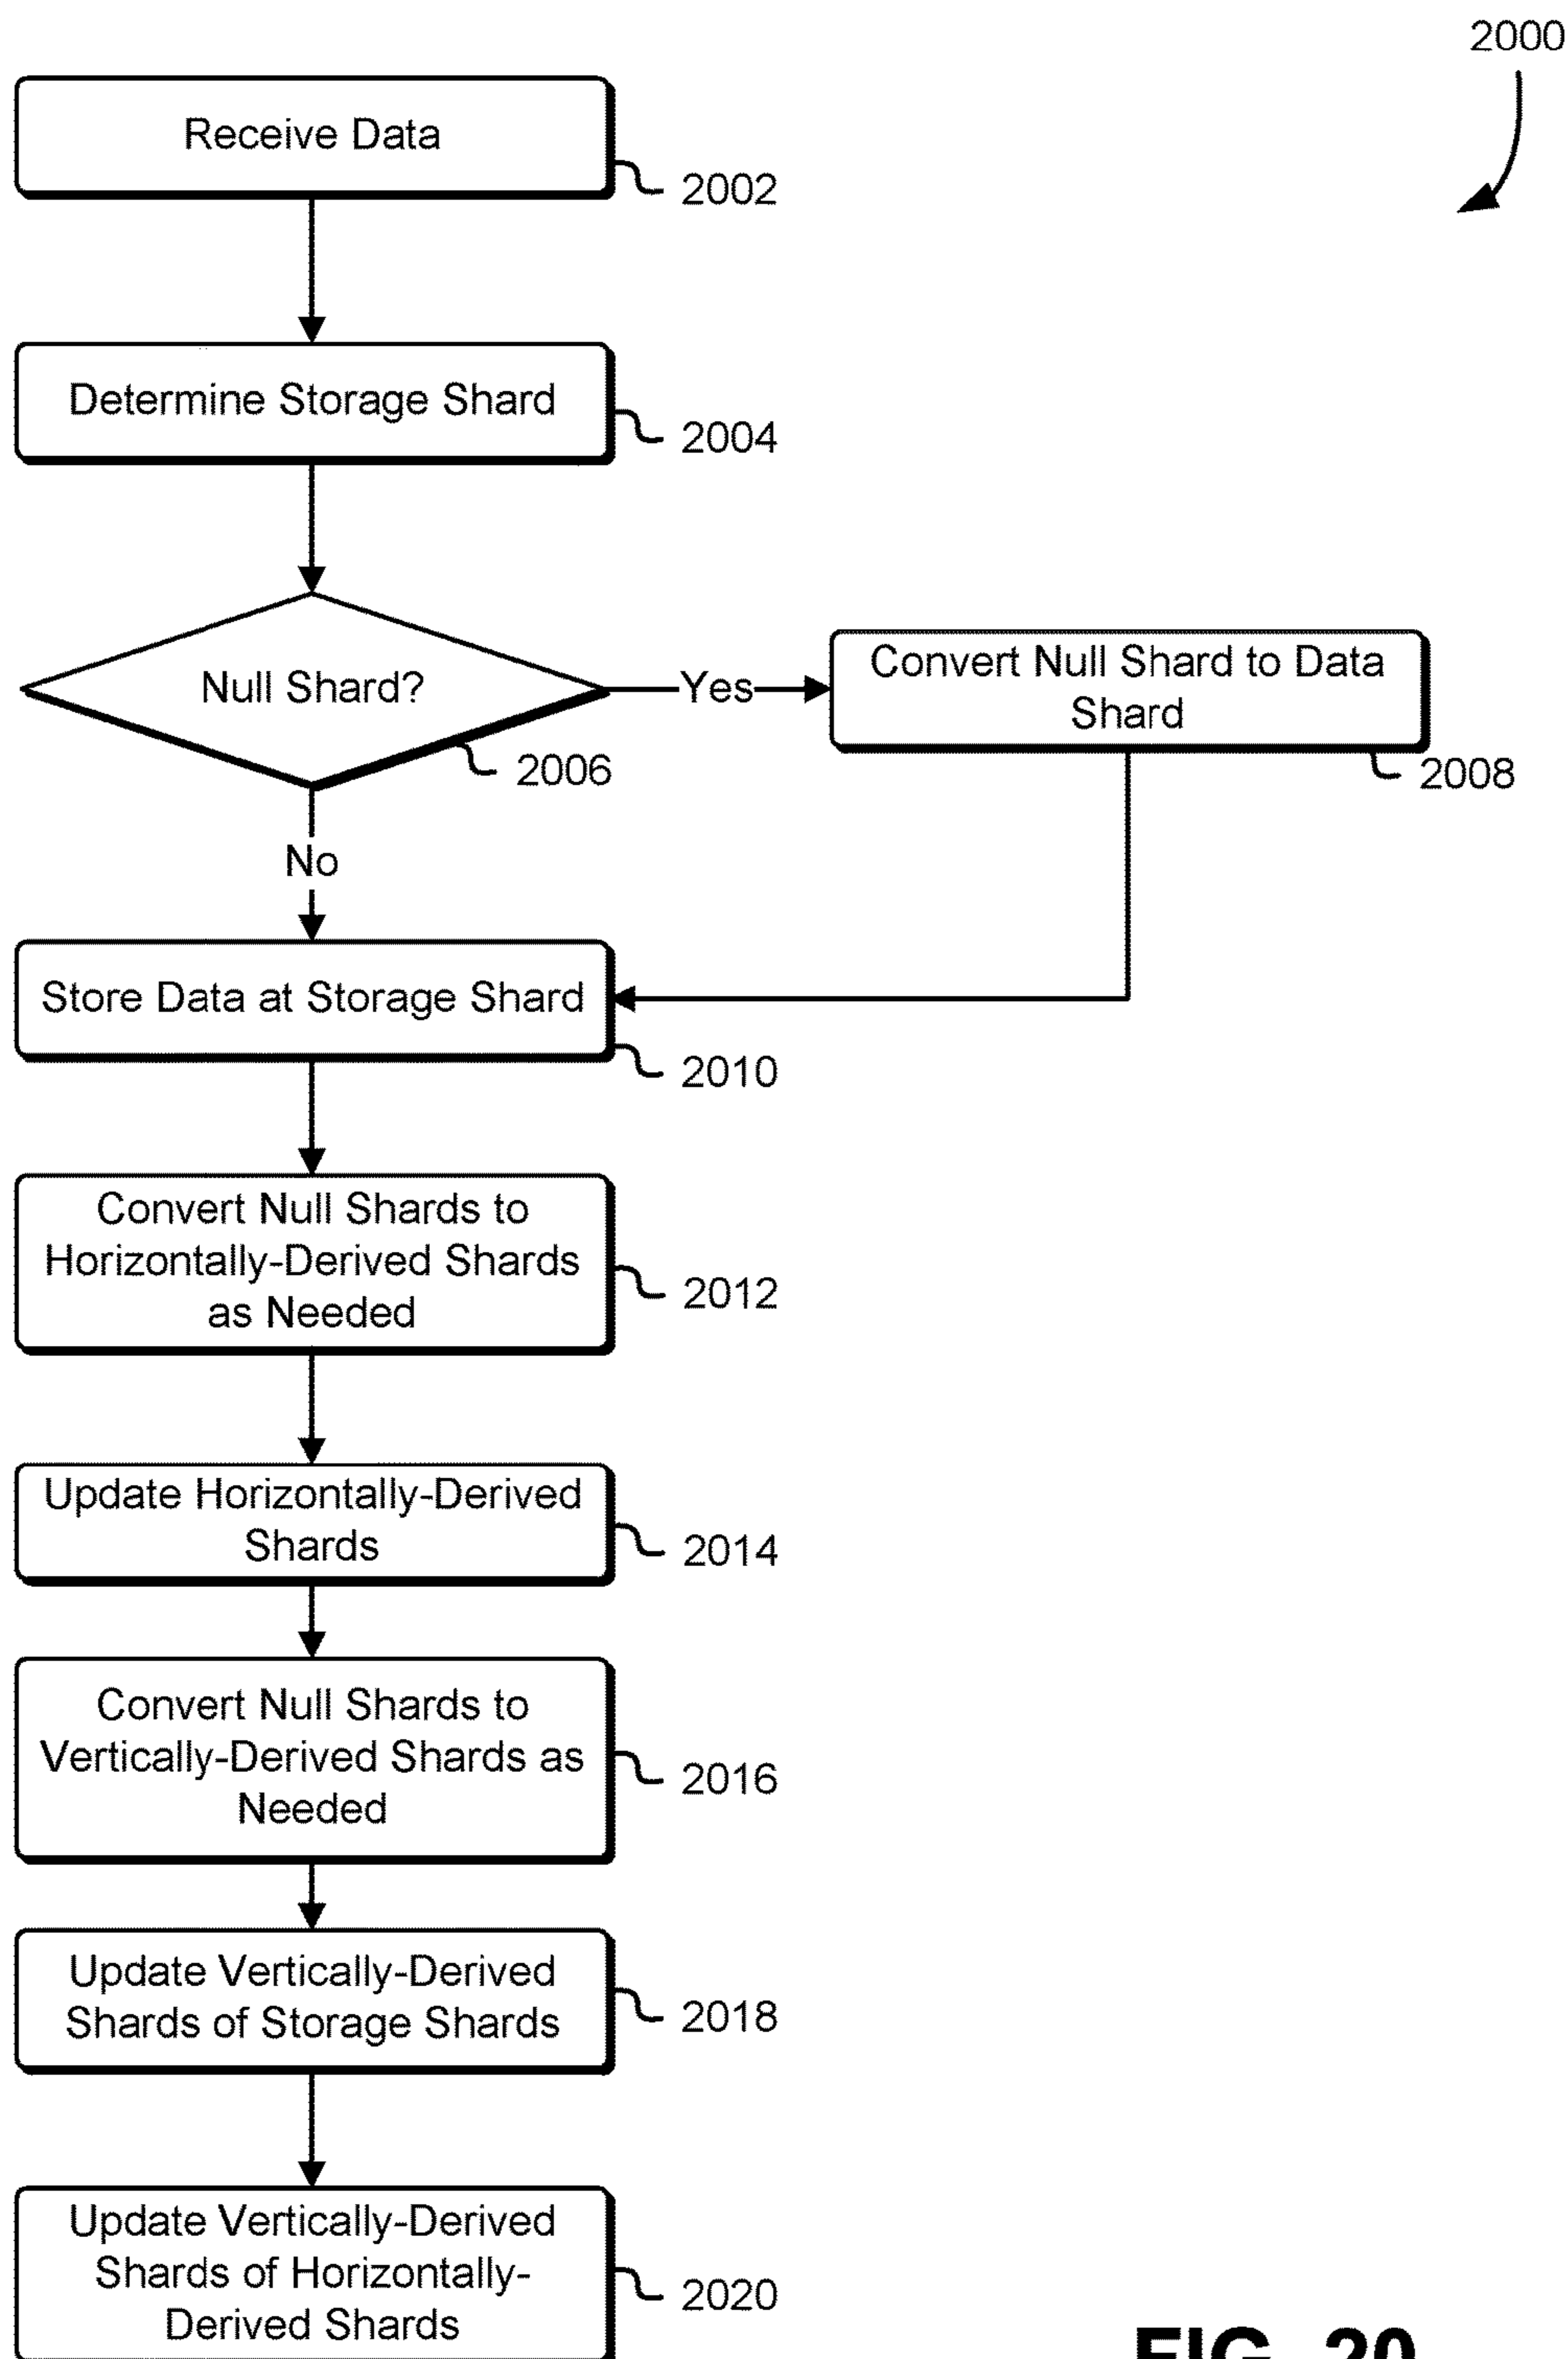 2000
Receive Data
2002
Determine Storage Shard
2004
Null Shard?
2006
Yes
Convert Null Shard to Data
Shard
2008
No
Store Data at Storage Shard
2010
Convert Null Shards to
Horizontally-Derived Shards
as Needed
2012
Update Horizontally-Derived
Shards
2014
Convert Null Shards to
Vertically-Derived Shards as
Needed
2016
Update Vertically-Derived
Shards of Storage Shards
2018
Update Vertically-Derived
Shards of Horizontally-
Derived Shards
2020
FIG. 20